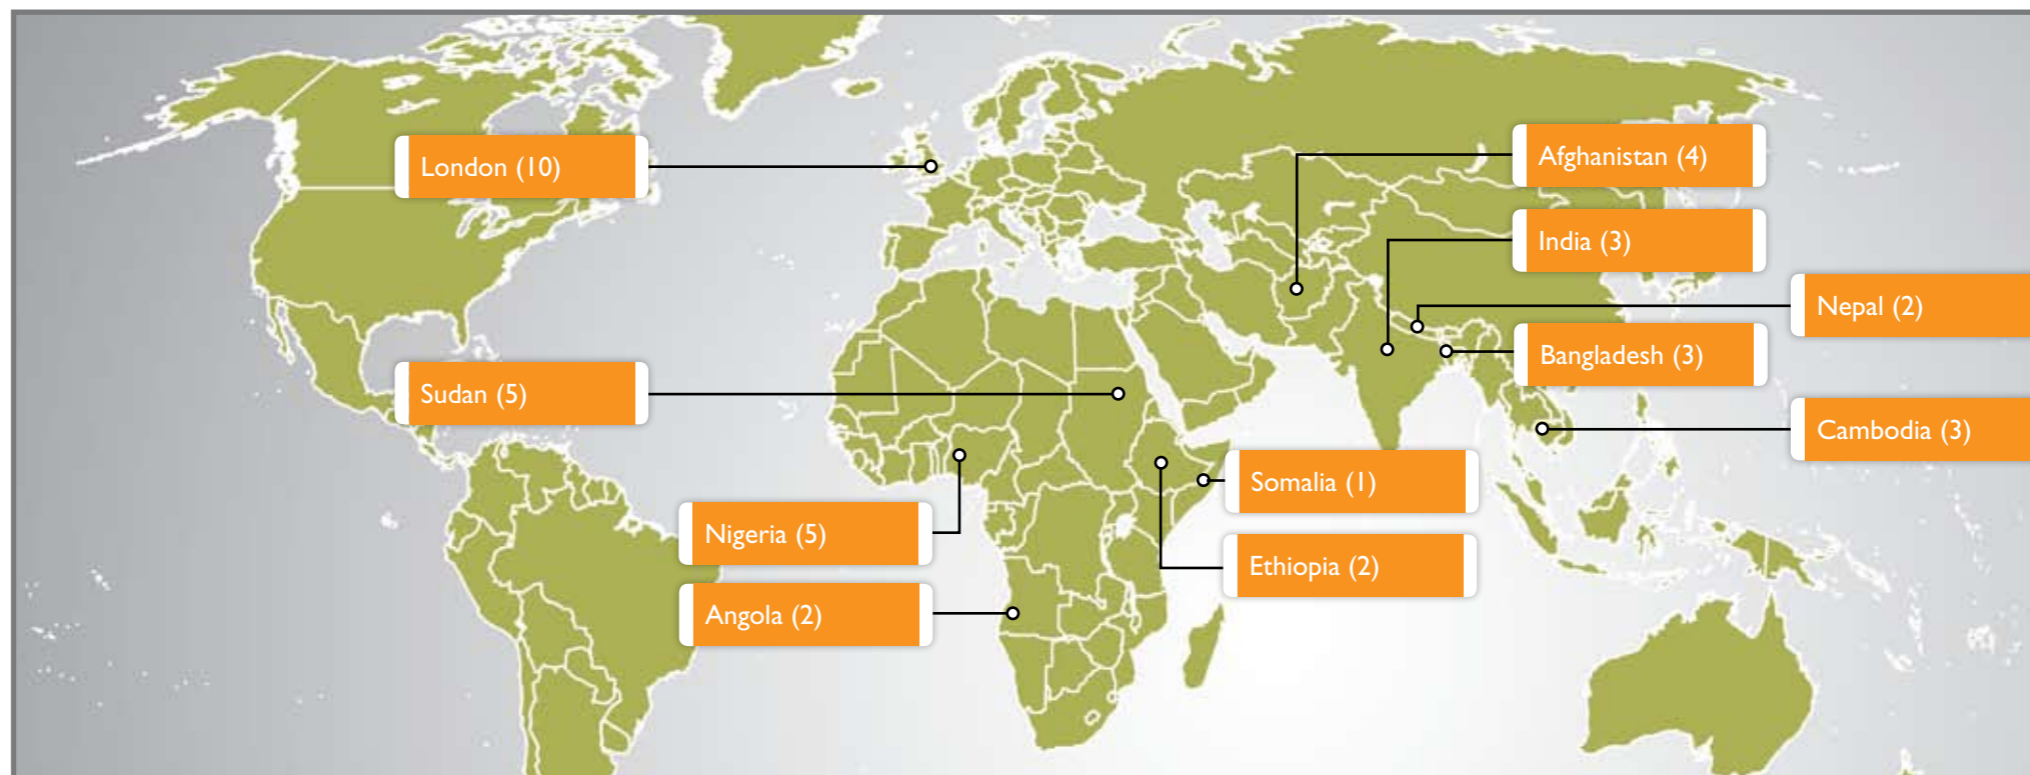 London (10)
Afghanistan (4)
India (3)
Nepal (2)
Bangladesh (3)
Sudan (5)
Cambodia (3)
Somalia (1)
Nigeria (5)
Ethiopia (2)
Angola (2)